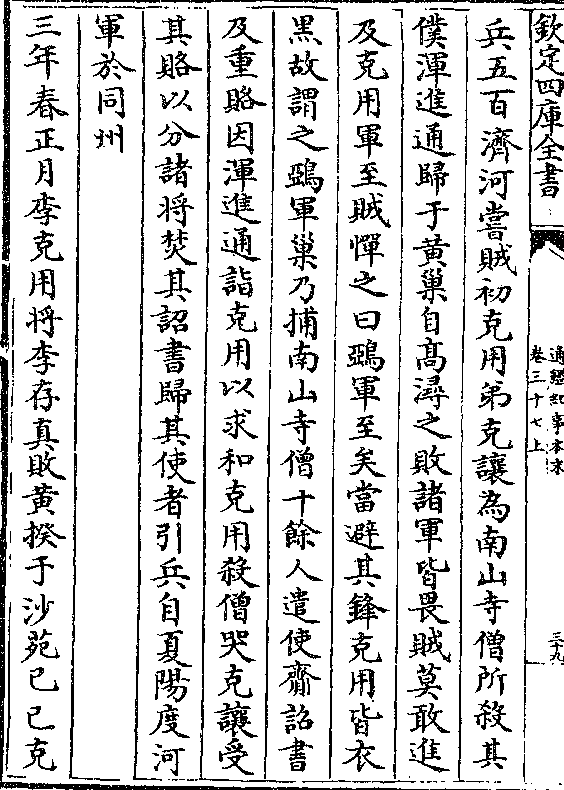 欽定四庫全書
通鑑紀事本末
卷三十七上
三十九
兵五百濟河嘗賊初克用弟克讓為南山寺僧所殺其
僕渾進通歸于黃巢自高潯之敗諸軍皆畏賊莫敢進
及克用軍至賊憚之曰鵶軍至矣當避其鋒克用皆衣
黑故謂之鵶軍巢乃捕南山寺僧十餘人遣使齎詔書
及重賂因渾進通詣克用以求和克用殺僧哭克讓受
其賂以分諸將焚其詔書歸其使者引兵自夏陽度河
軍於同州
三年春正月李克用將李存真敗黃揆于沙苑己巳克